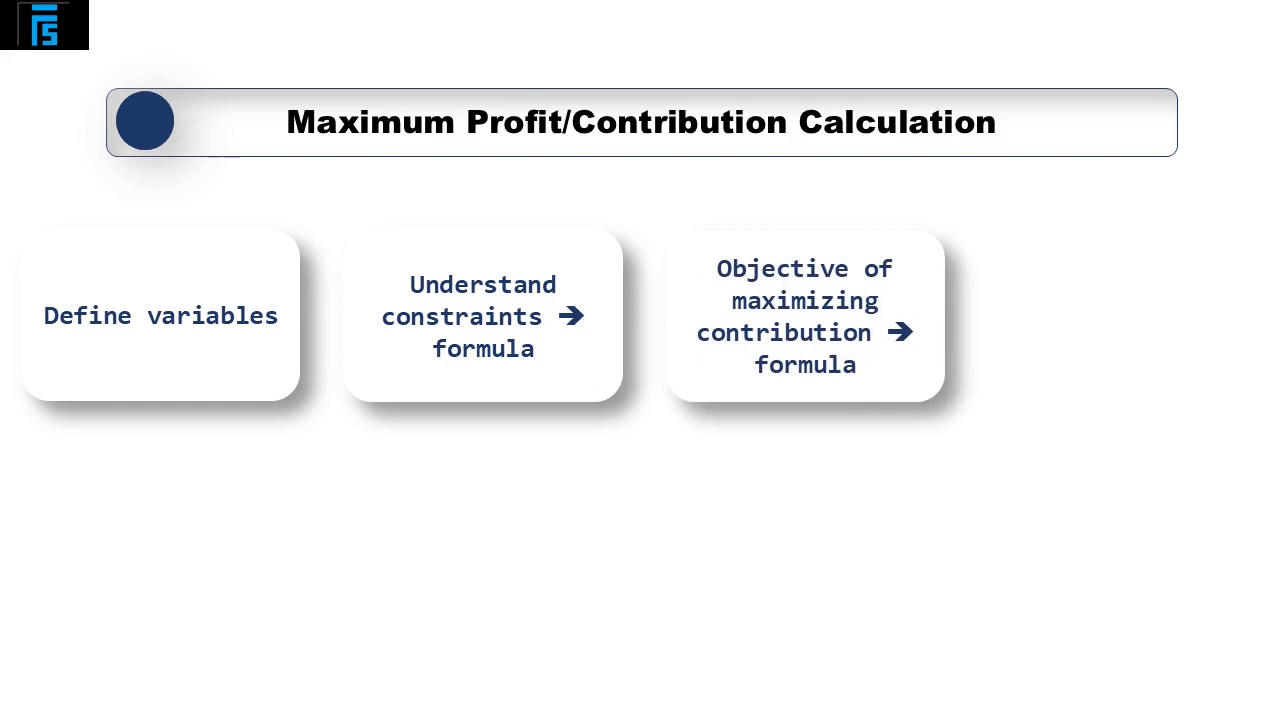 Maximum Profit/Contribution Calculation
Define variables
Understand
constraints ➔
formula
Objective of
maximizing
contribution ➔
formula